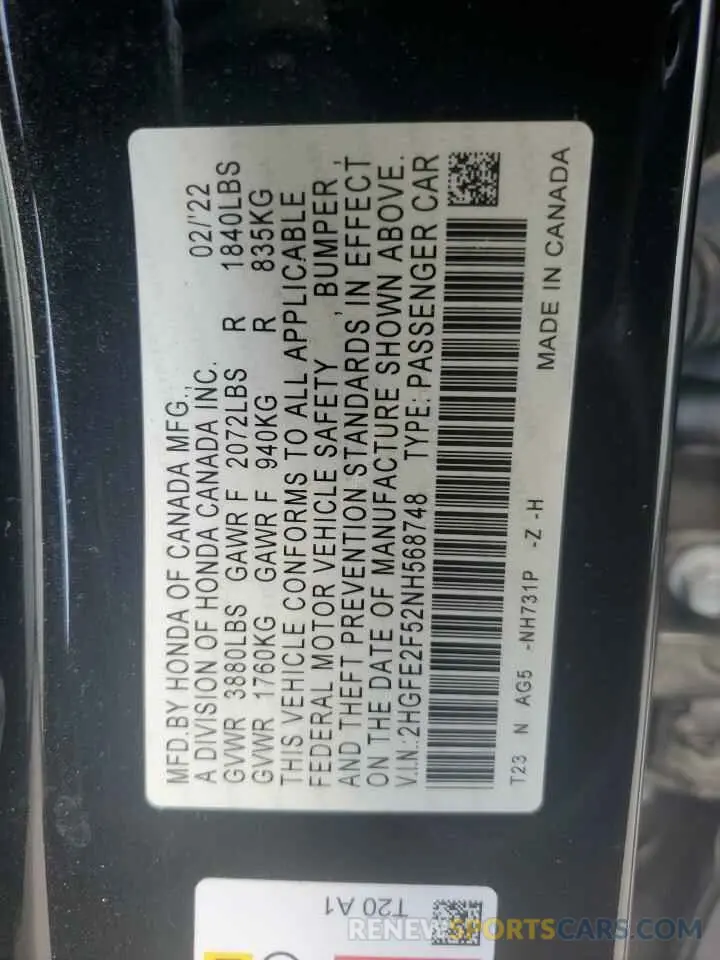 MFD.BY HONDA OF CANADA MFG.,
A DIVISION OF HONDA CANADA INC. 02/'22
GVWR 3880LBS GAWR F 2072LBS R 1840LBS
GVWR 1760KG GAWR F 940KG R 835KG
THIS VEHICLE CONFORMS TO ALL APPLICABLE
FEDERAL MOTOR VEHICLE SAFETY , BUMPER ,
AND THEFT PREVENTION STANDARDS, IN EFFECT
ON THE DATE OF MANUFACTURE SHOWN ABOVE.
V.I.N.:2HGFE2F52NH568748 TYPE: PASSENGER CAR
T23 N AG5 -NH731P -Z -H
MADE IN CANADA
T20 A1
RENEWSPORTSCARS.COM